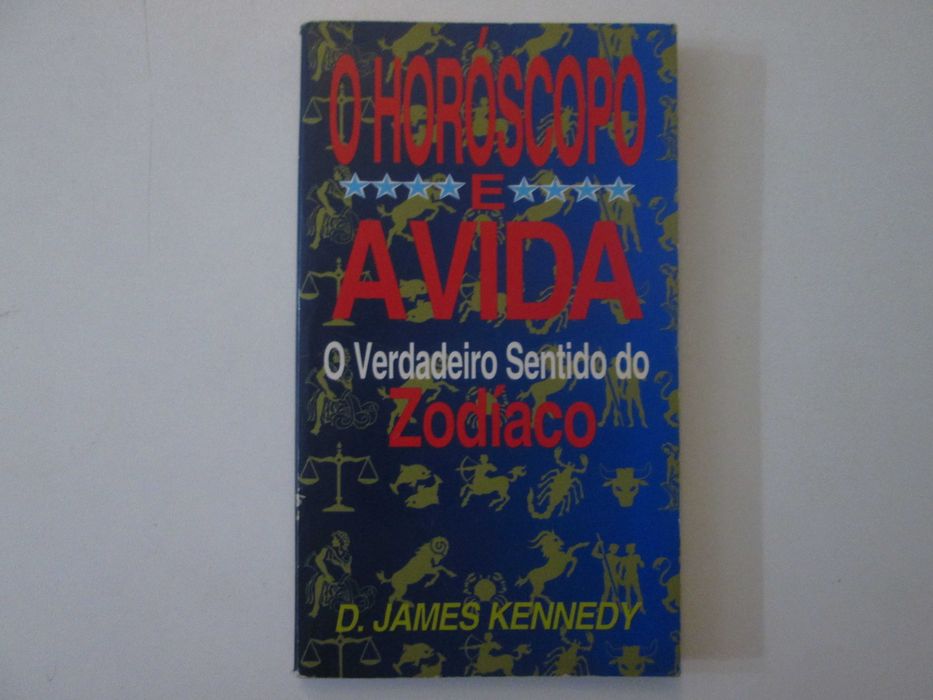 O HORÓSCOPO
E
A VIDA
O Verdadeiro Sentido do
Zodíaco
D. JAMES KENNEDY